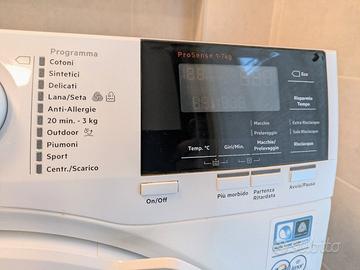 Programma
Cotoni
Sintetici
Delicati
Lana/Seta
Anti-Allergie
20 min. - 3 kg
Outdoor
Piumoni
Sport
Centr./Scarico
ProSense 1-7kg
Eco
Risparmia
Tempo
Macchie
Prelavaggio
Extra Risciacquo
Solo Risciacquo
Temp. °C
Giri/Min.
Macchie/
Prelavaggio
Risciacquo
On/Off
Più morbido
Partenza
Ritardata
Avvio/Pausa